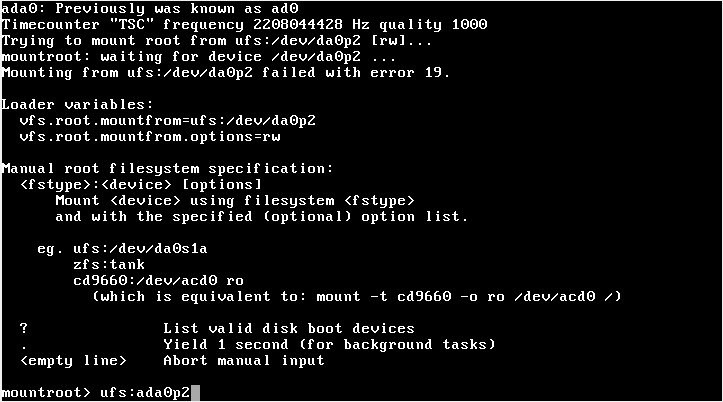 ada0: Previously was known as ad0
Timecounter "TSC" frequency 2208044428 Hz quality 1000
Trying to mount root from ufs:/dev/da0p2 [rw]...
mountroot: waiting for device /dev/da0p2 ...
Mounting from ufs:/dev/da0p2 failed with error 19.
Loader variables:
vfs.root.mountfrom=ufs:/dev/da0p2
vfs.root.mountfrom.options=rw
Manual root filesystem specification:
<fstype>:<device> [options]
Mount <device> using filesystem <fstype>
and with the specified (optional) option list.
eg. ufs:/dev/da0s1a
zfs:tank
cd9660:/dev/acd0 ro
(which is equivalent to: mount -t cd9660 -o ro /dev/acd0 /)
? List valid disk boot devices
. Yield 1 second (for background tasks)
<empty line> Abort manual input
mountroot> ufs:ada0p2